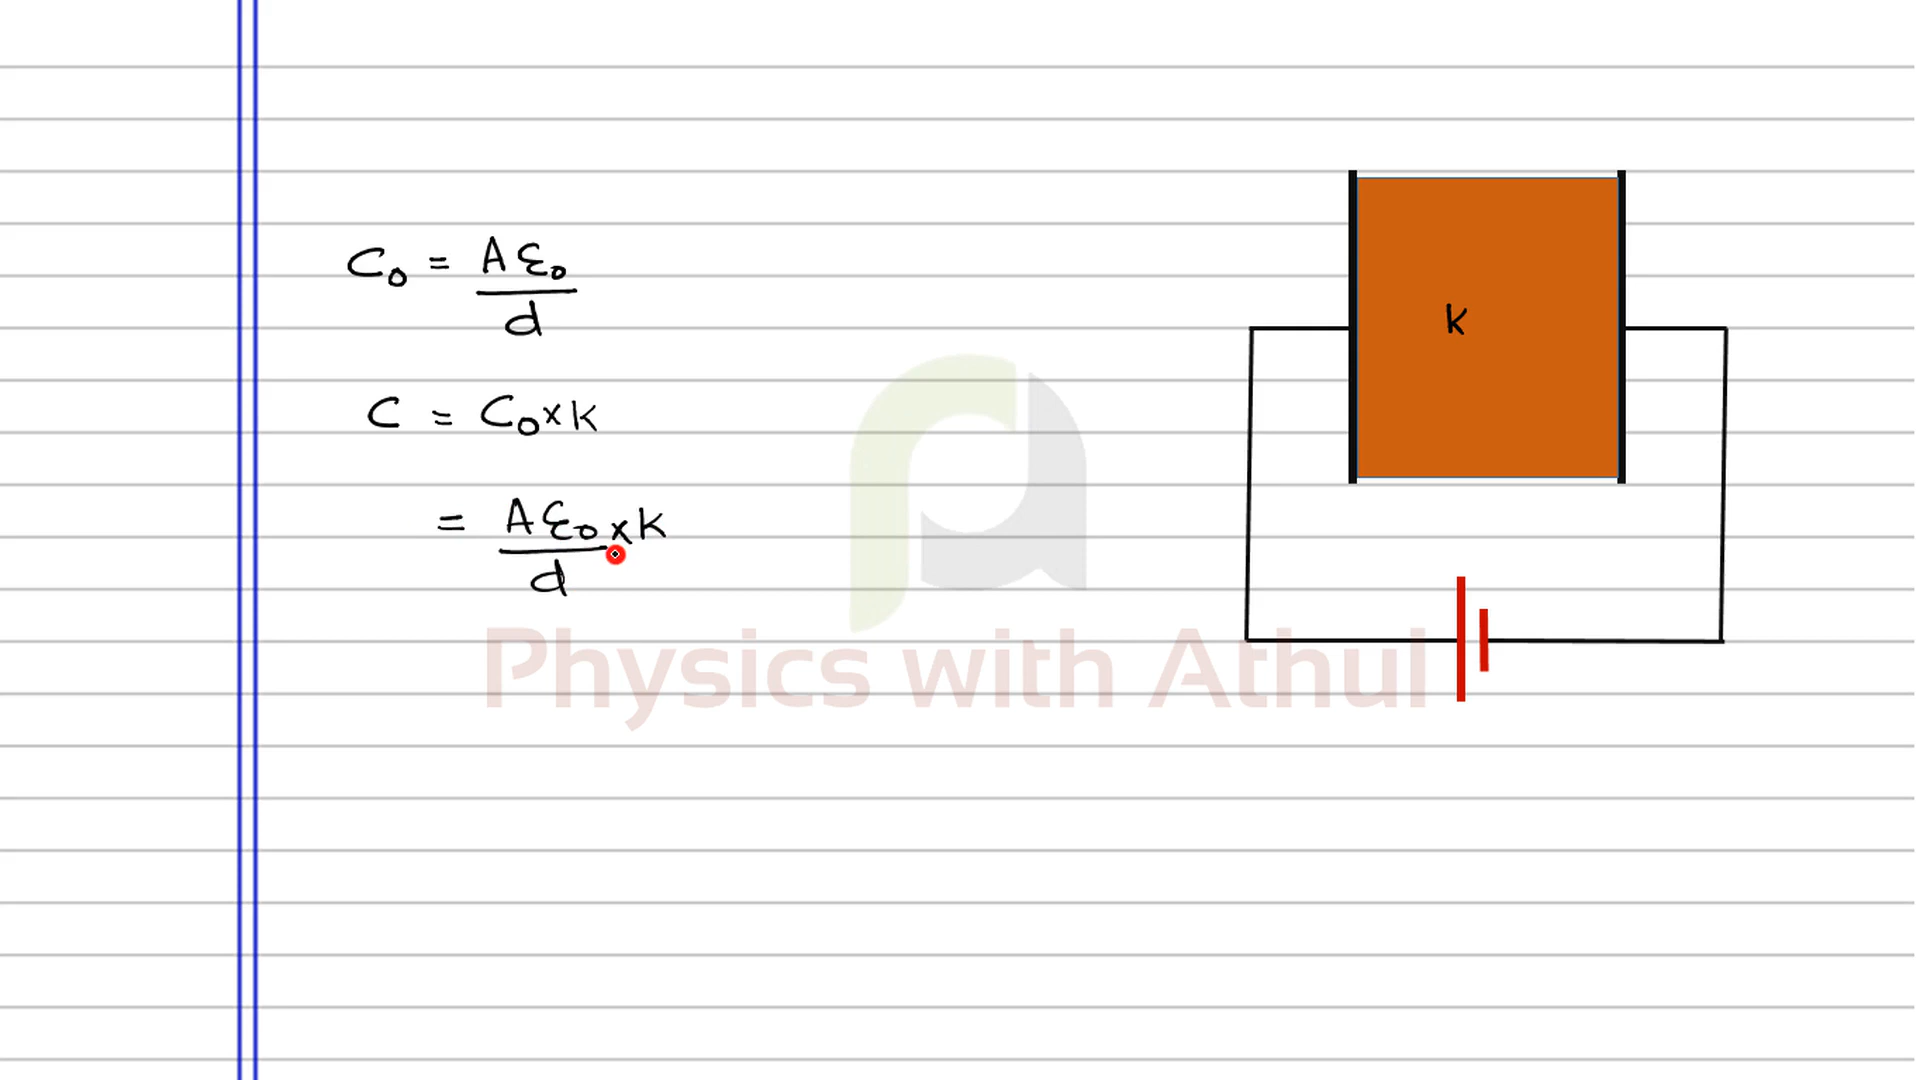 C₀ = Aε₀/d
C = C₀×k
= Aε₀×k/d
k
Physics with Athul